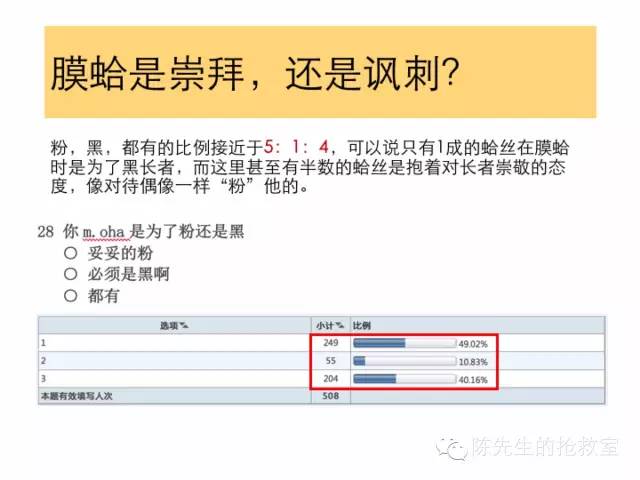 膜蛤是崇拜，还是讽刺？
粉，黑，都有的比例接近于5：1：4，可以说只有1成的蛤丝在膜蛤
时是为了黑长者，而这里甚至有半数的蛤丝是抱着对长者崇敬的态
度，像对待偶像一样“粉”他的。
28 你 m.oha 是为了粉还是黑
妥妥的粉
必须是黑啊
都有
选项 小计 比例
1 249 49.02%
2 55 10.83%
3 204 40.16%
本题有效填写人次 508
陈先生的抢救室